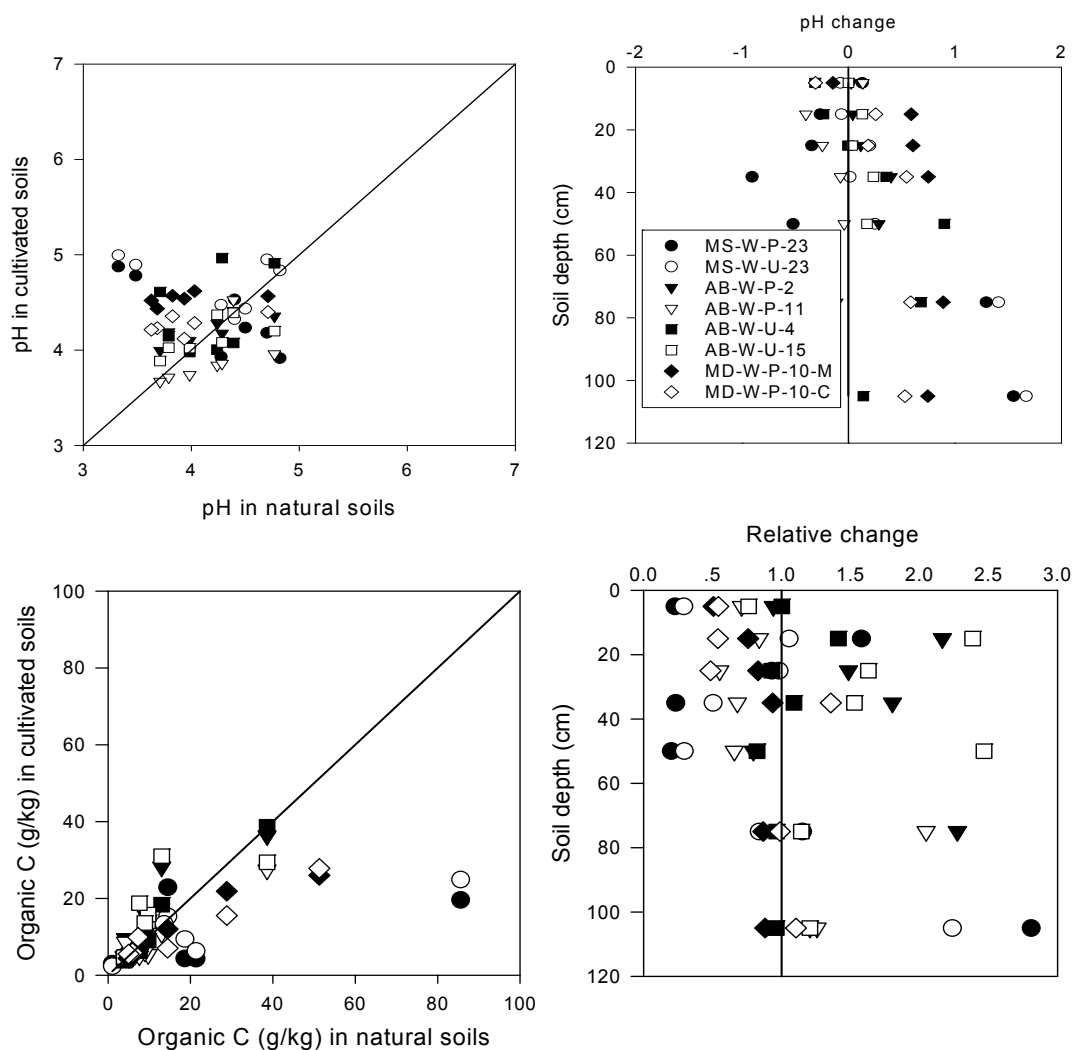 pH in cultivated soils
7
6
5
4
3
3 4 5 6 7
pH in natural soils
pH change
-2 -1 0 1 2
Soil depth (cm)
0
20
40
60
80
100
120
MS-W-P-23
MS-W-U-23
AB-W-P-2
AB-W-P-11
AB-W-U-4
AB-W-U-15
MD-W-P-10-M
MD-W-P-10-C
Organic C (g/kg) in cultivated soils
100
80
60
40
20
0
0 20 40 60 80 100
Organic C (g/kg) in natural soils
Relative change
0.0 .5 1.0 1.5 2.0 2.5 3.0
Soil depth (cm)
0
20
40
60
80
100
120